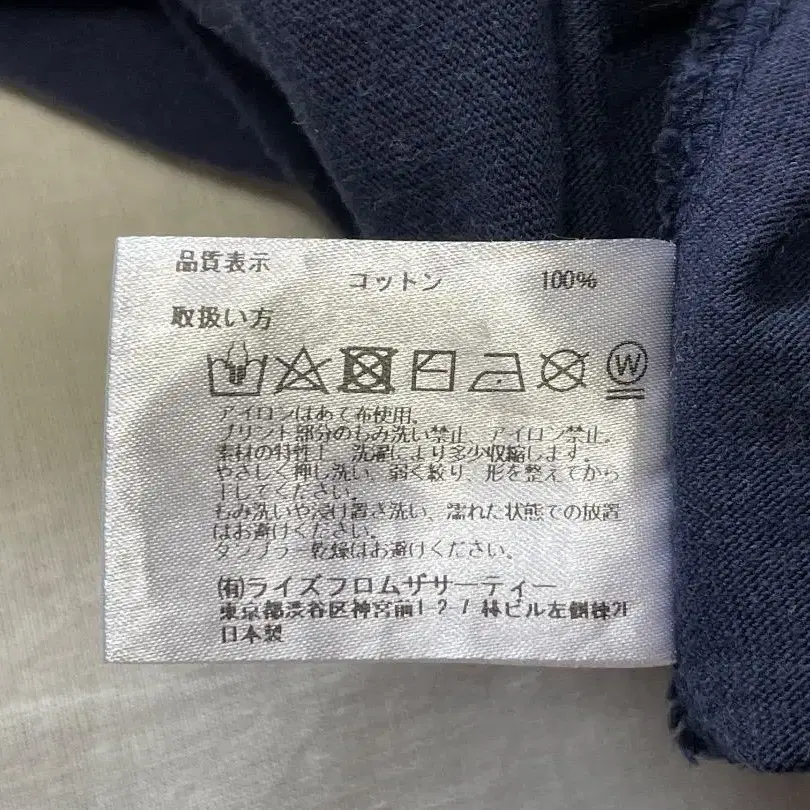 品質表示
コットン 100%
取扱い方
W
アイロンはあて布使用。
プリント部分のもみ洗い禁止、アイロン禁止。
素材の特性上、洗濯により多少収縮します。
やさしく押し洗い、弱く絞り、形を整えてから
干してください。
もみ洗いや浸け置き洗い、濡れた状態での放置
はお避けください。
タンブラー乾燥はお避けください。
(有)ライズフロムザサーティー
東京都渋谷区神宮前1 2 7 林ビル左側棟2F
日本製